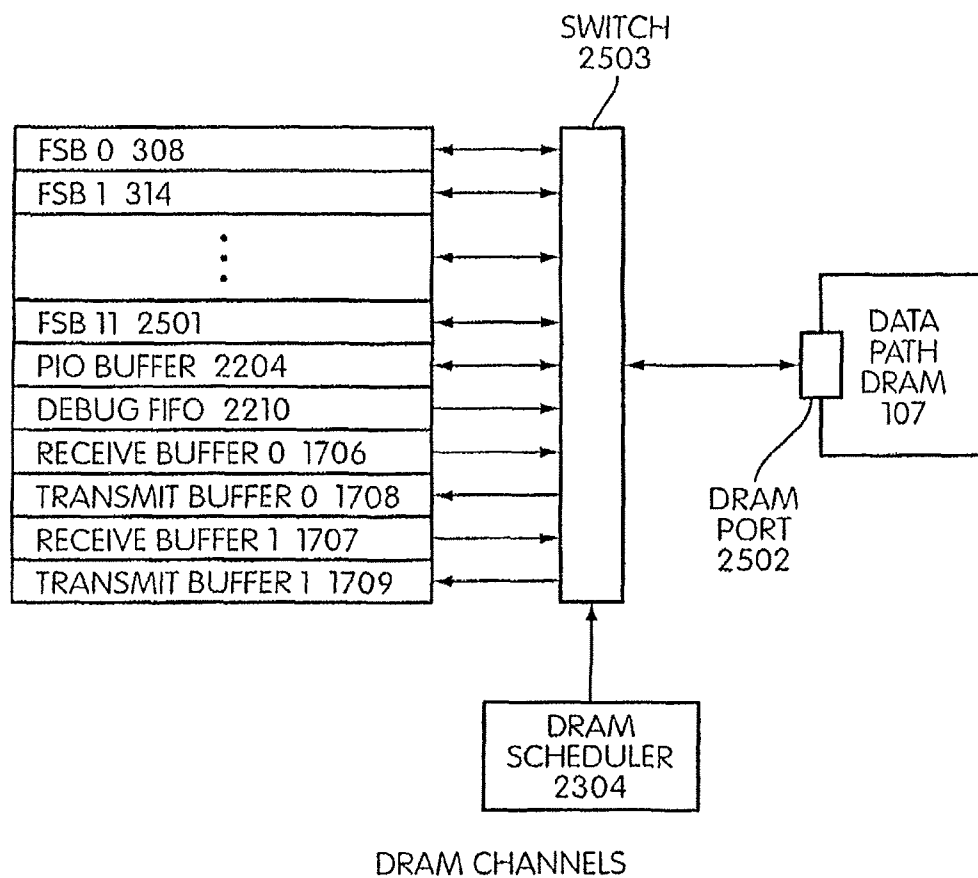 SWITCH
2503
FSB 0 308
FSB 1 314
FSB 11 2501
PIO BUFFER 2204
DEBUG FIFO 2210
RECEIVE BUFFER 0 1706
TRANSMIT BUFFER 0 1708
RECEIVE BUFFER 1 1707
TRANSMIT BUFFER 1 1709
DATA
PATH
DRAM
107
DRAM
PORT
2502
DRAM
SCHEDULER
2304
DRAM CHANNELS